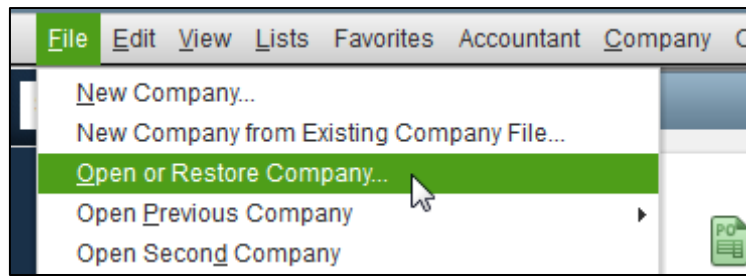 File Edit View Lists Favorites Accountant Company
New Company...
New Company from Existing Company File...
Open or Restore Company...
Open Previous Company
Open Second Company
PO